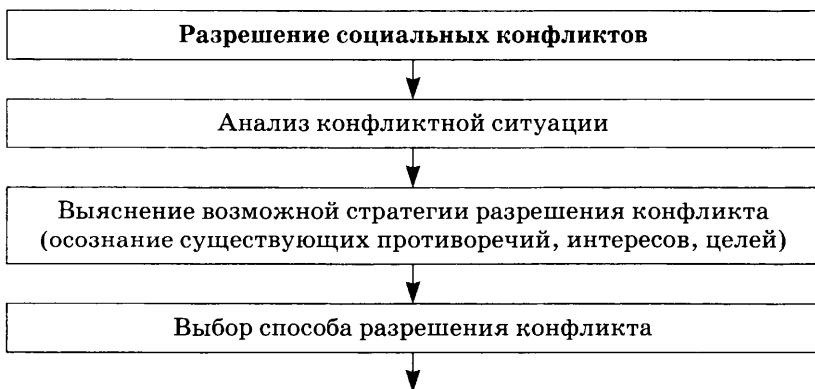 Разрешение социальных конфликтов
Анализ конфликтной ситуации
Выяснение возможной стратегии разрешения конфликта
(осознание существующих противоречий, интересов, целей)
Выбор способа разрешения конфликта